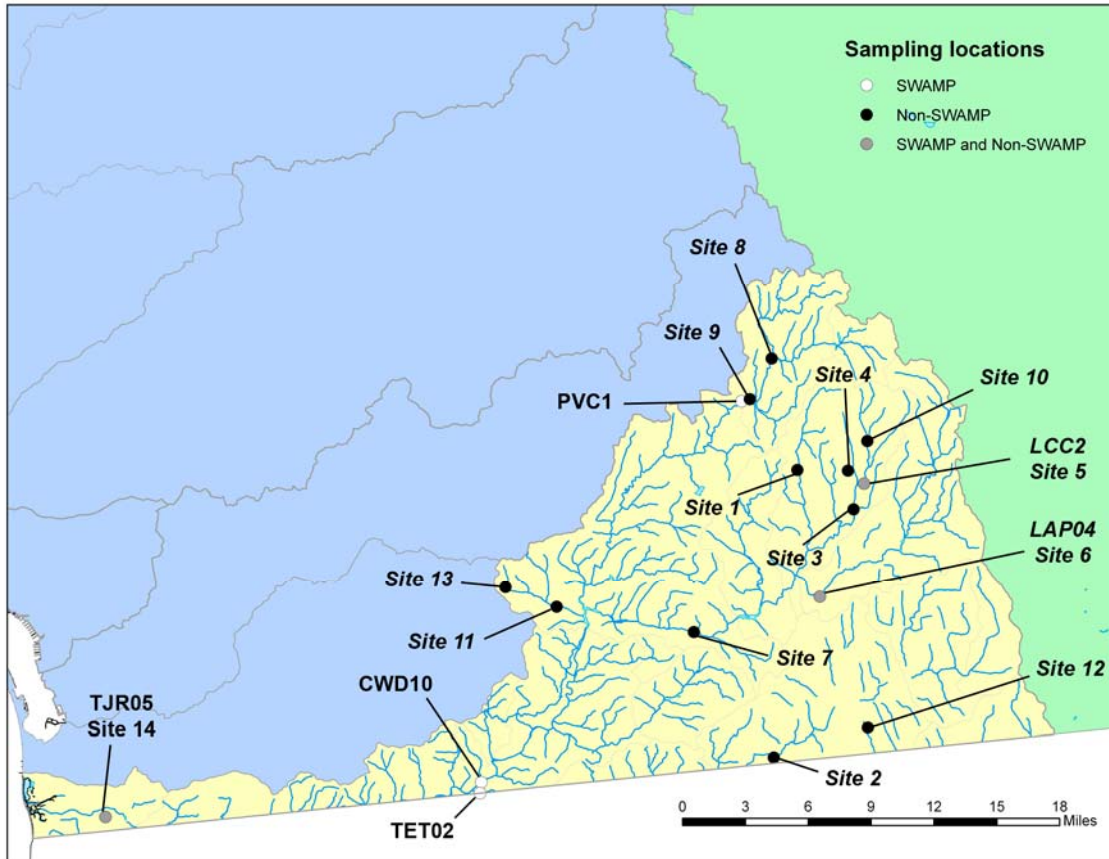 Sampling locations
SWAMP
Non-SWAMP
SWAMP and Non-SWAMP
Site 8
Site 9
Site 4
PVC1
Site 10
LCC2
Site 5
Site 1
LAP04
Site 6
Site 3
Site 13
Site 11
Site 7
Site 12
CWD10
TJR05
Site 14
Site 2
TET02
0 3 6 9 12 15 18
Miles